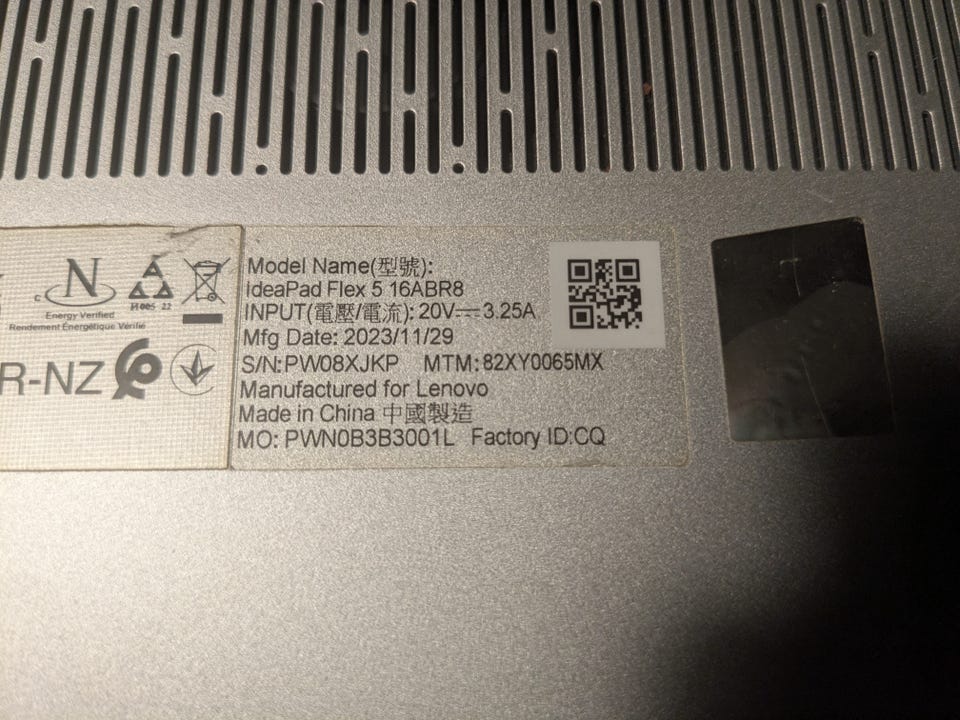 c N
Energy Verified
Rendement Énergétique Vérifié
H005 22
R-NZ
Model Name(型號):
IdeaPad Flex 5 16ABR8
INPUT(電壓/電流): 20V⎓3.25A
Mfg Date: 2023/11/29
S/N:PW08XJKP MTM:82XY0065MX
Manufactured for Lenovo
Made in China 中國製造
MO: PWN0B3B3001L Factory ID:CQ